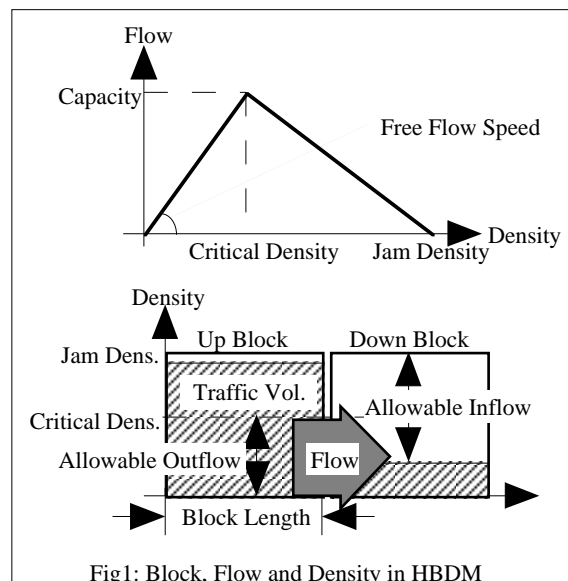 Flow
Capacity
Free Flow Speed
Critical Density
Jam Density
Density
Density
Up Block
Down Block
Jam Dens.
Traffic Vol.
Critical Dens.
Allowable Inflow
Allowable Outflow
Flow
Block Length
Fig1: Block, Flow and Density in HBDM